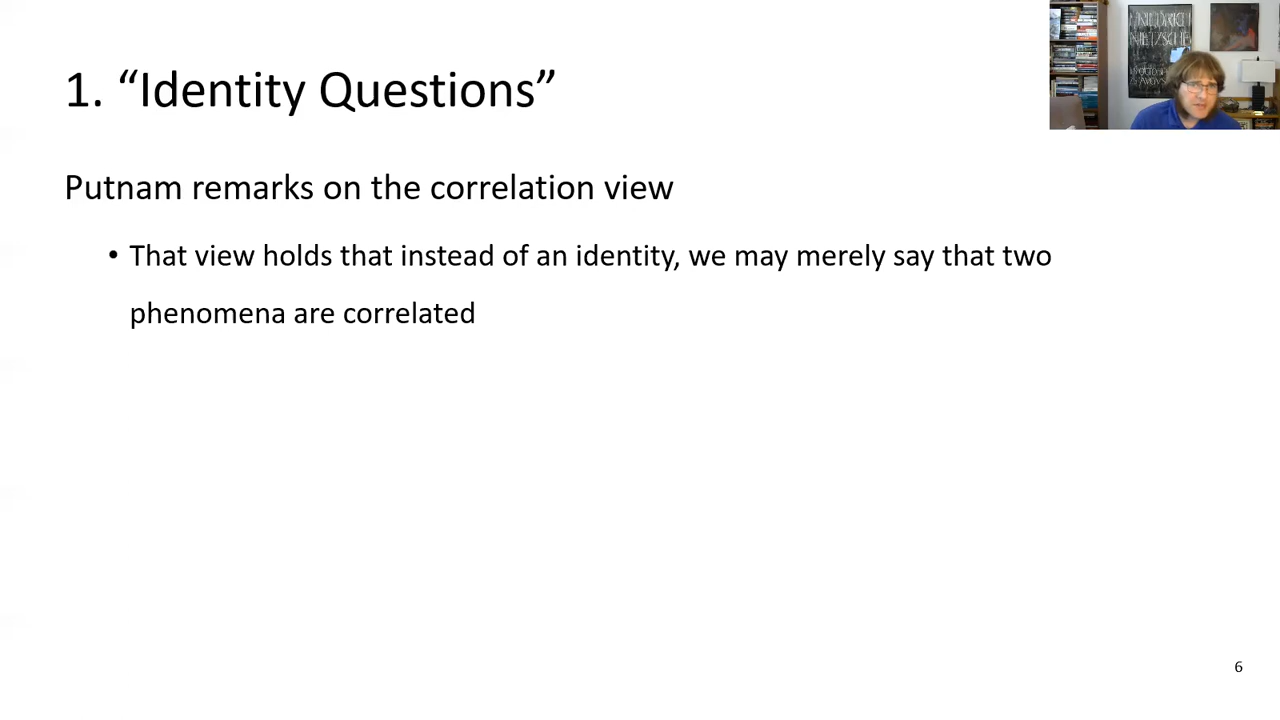 1. “Identity Questions”
Putnam remarks on the correlation view
• That view holds that instead of an identity, we may merely say that two
phenomena are correlated
NIETZSCHE
6